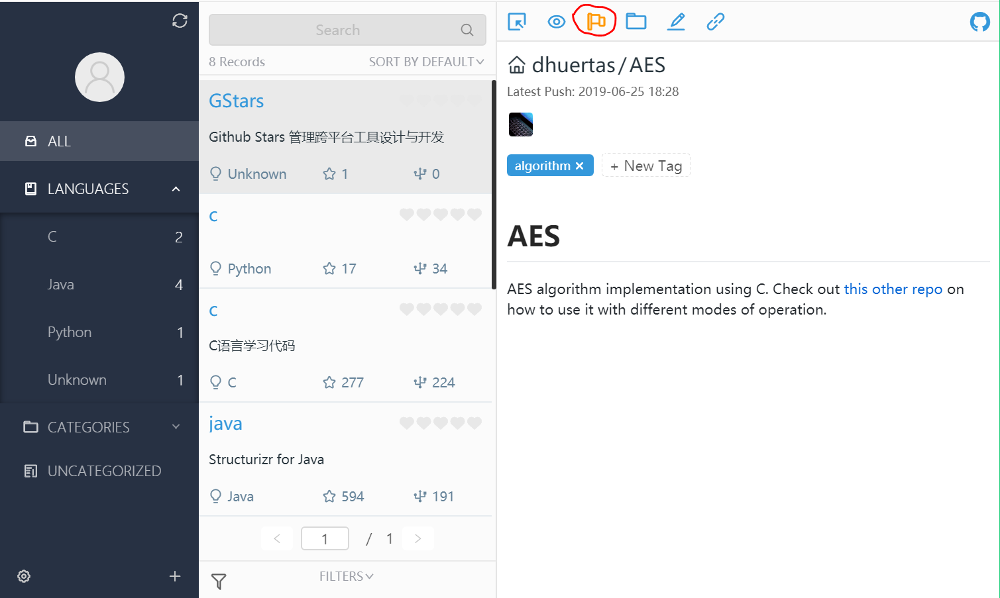 ALL
LANGUAGES
C 2
Java 4
Python 1
Unknown 1
CATEGORIES
UNCATEGORIZED
Search
8 Records SORT BY DEFAULT
GStars
Github Stars 管理跨平台工具设计与开发
Unknown 1 0
C
Python 17 34
C
C语言学习代码
C 277 224
java
Structurizr for Java
Java 594 191
< 1 / 1 >
FILTERS
dhuertas/AES
Latest Push: 2019-06-25 18:28
algorithm × + New Tag
AES
AES algorithm implementation using C. Check out this other repo on
how to use it with different modes of operation.